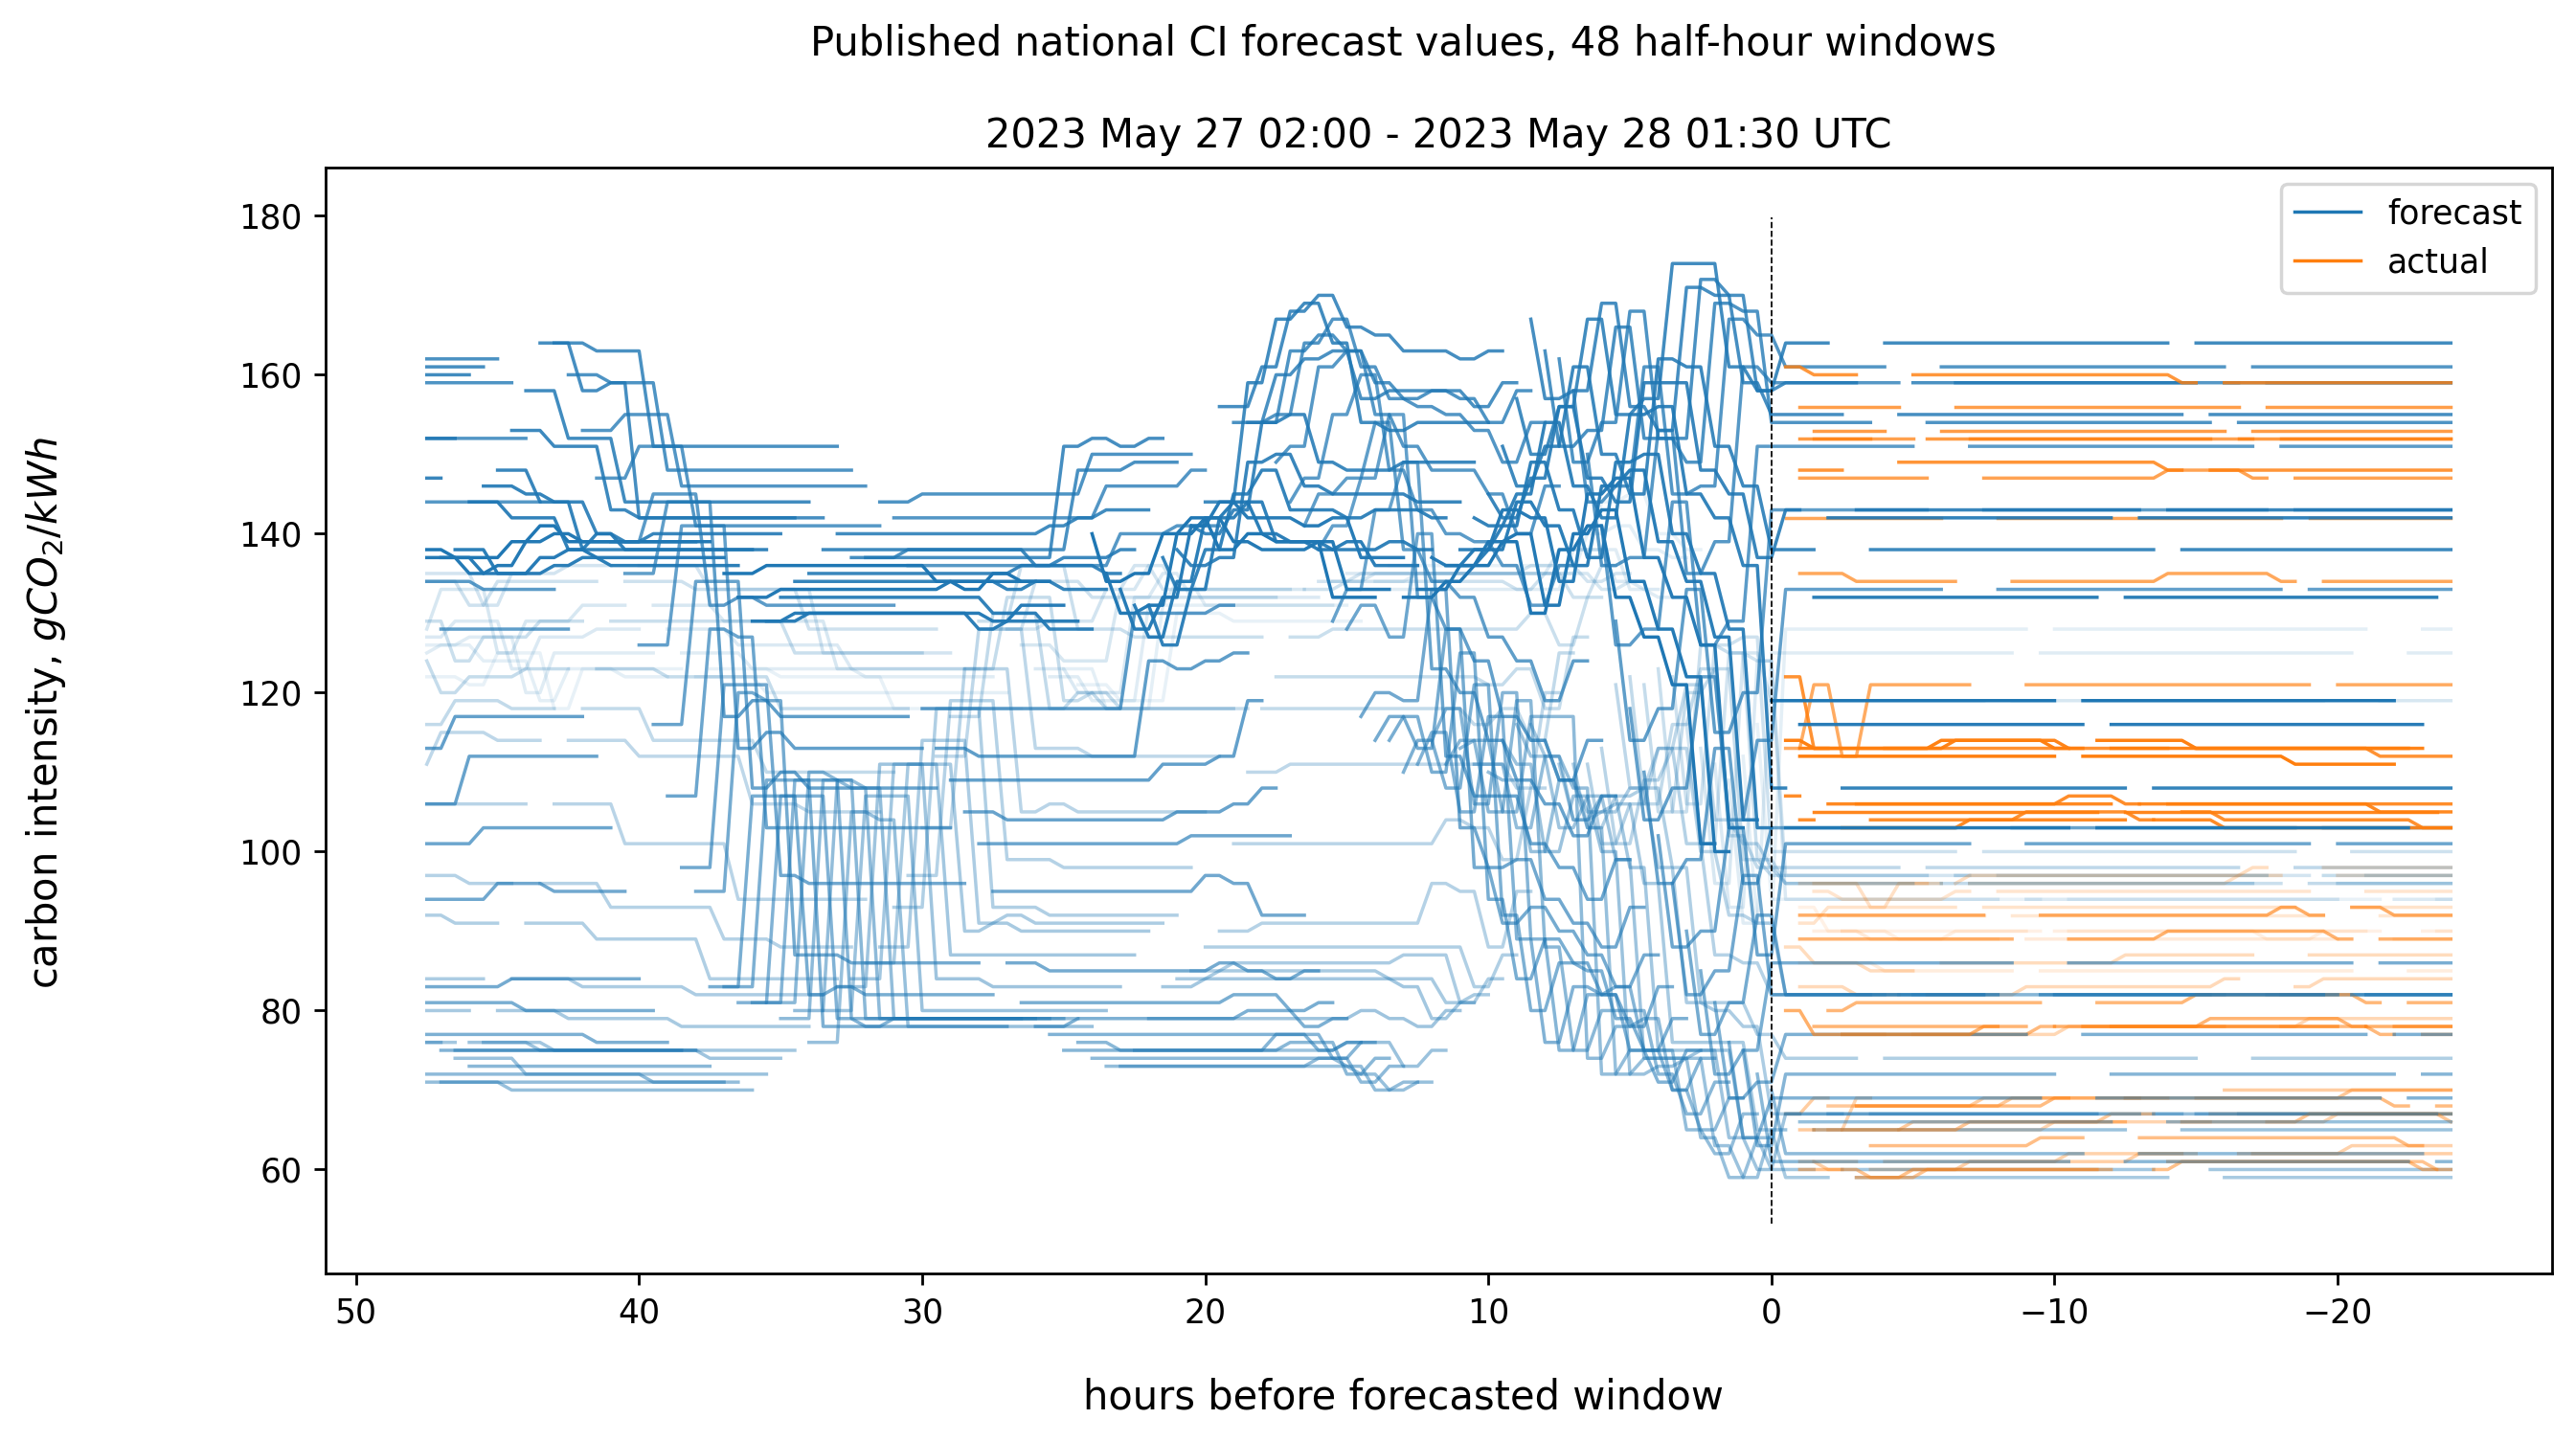 Published national CI forecast values, 48 half-hour windows
2023 May 27 02:00 - 2023 May 28 01:30 UTC
forecast
actual
carbon intensity, gCO₂/kWh
180
160
140
120
100
80
60
50
40
30
20
10
0
−10
−20
hours before forecasted window